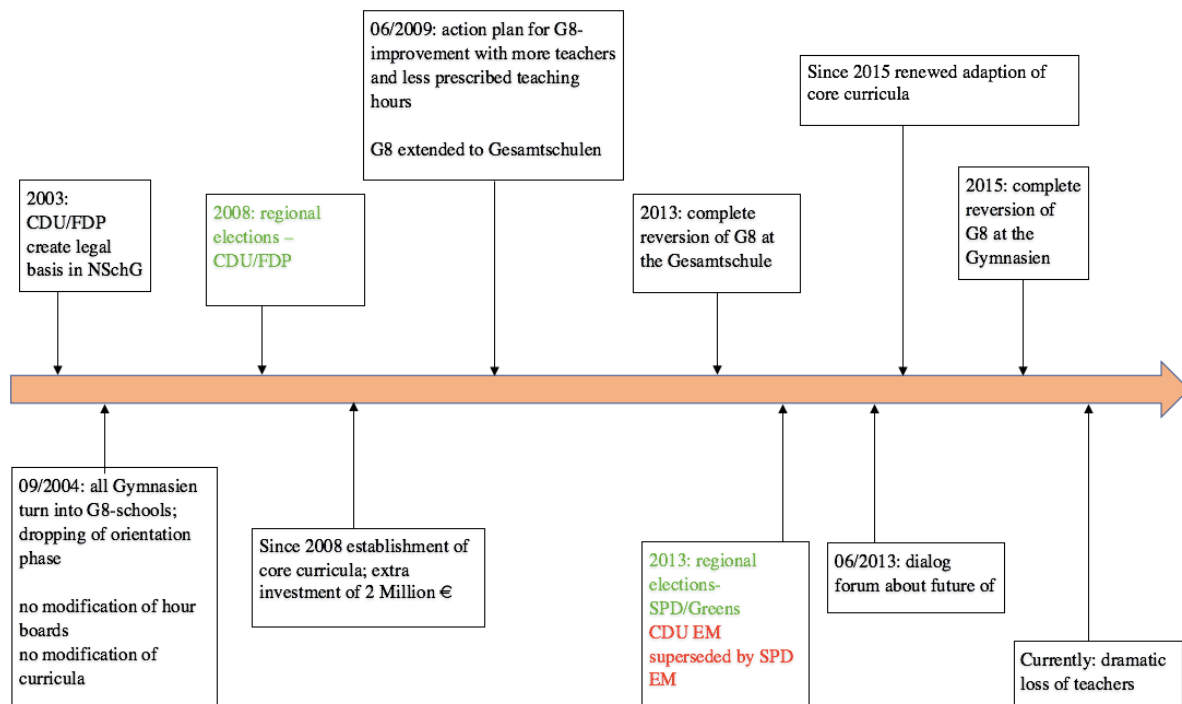 06/2009: action plan for G8-
improvement with more teachers
and less prescribed teaching
hours
G8 extended to Gesamtschulen
Since 2015 renewed adaption of
core curricula
2003:
CDU/FDP
create legal
basis in NSchG
2008: regional
elections –
CDU/FDP
2013: complete
reversion of G8 at
the Gesamtschule
2015: complete
reversion of
G8 at the
Gymnasien
09/2004: all Gymnasien
turn into G8-schools;
dropping of orientation
phase
no modification of hour
boards
no modification of
curricula
Since 2008 establishment of
core curricula; extra
investment of 2 Million €
2013: regional
elections-
SPD/Greens
CDU EM
superseded by SPD
EM
06/2013: dialog
forum about future of
Currently: dramatic
loss of teachers